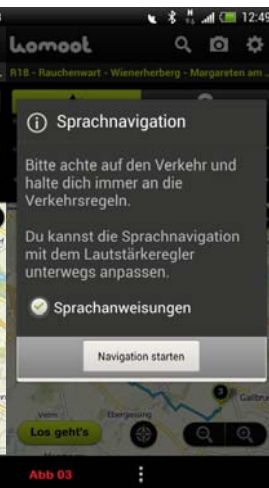 12:49
komoot
R18 - Rauchenwart - Wienerherberg - Margareten am ..
Sprachnavigation
Bitte achte auf den Verkehr und
halte dich immer an die
Verkehrsregeln.
Du kannst die Sprachnavigation
mit dem Lautstärkeregler
unterwegs anpassen.
Sprachanweisungen
Navigation starten
3
Velm
Ebergassing
Los geht's
Abb 03